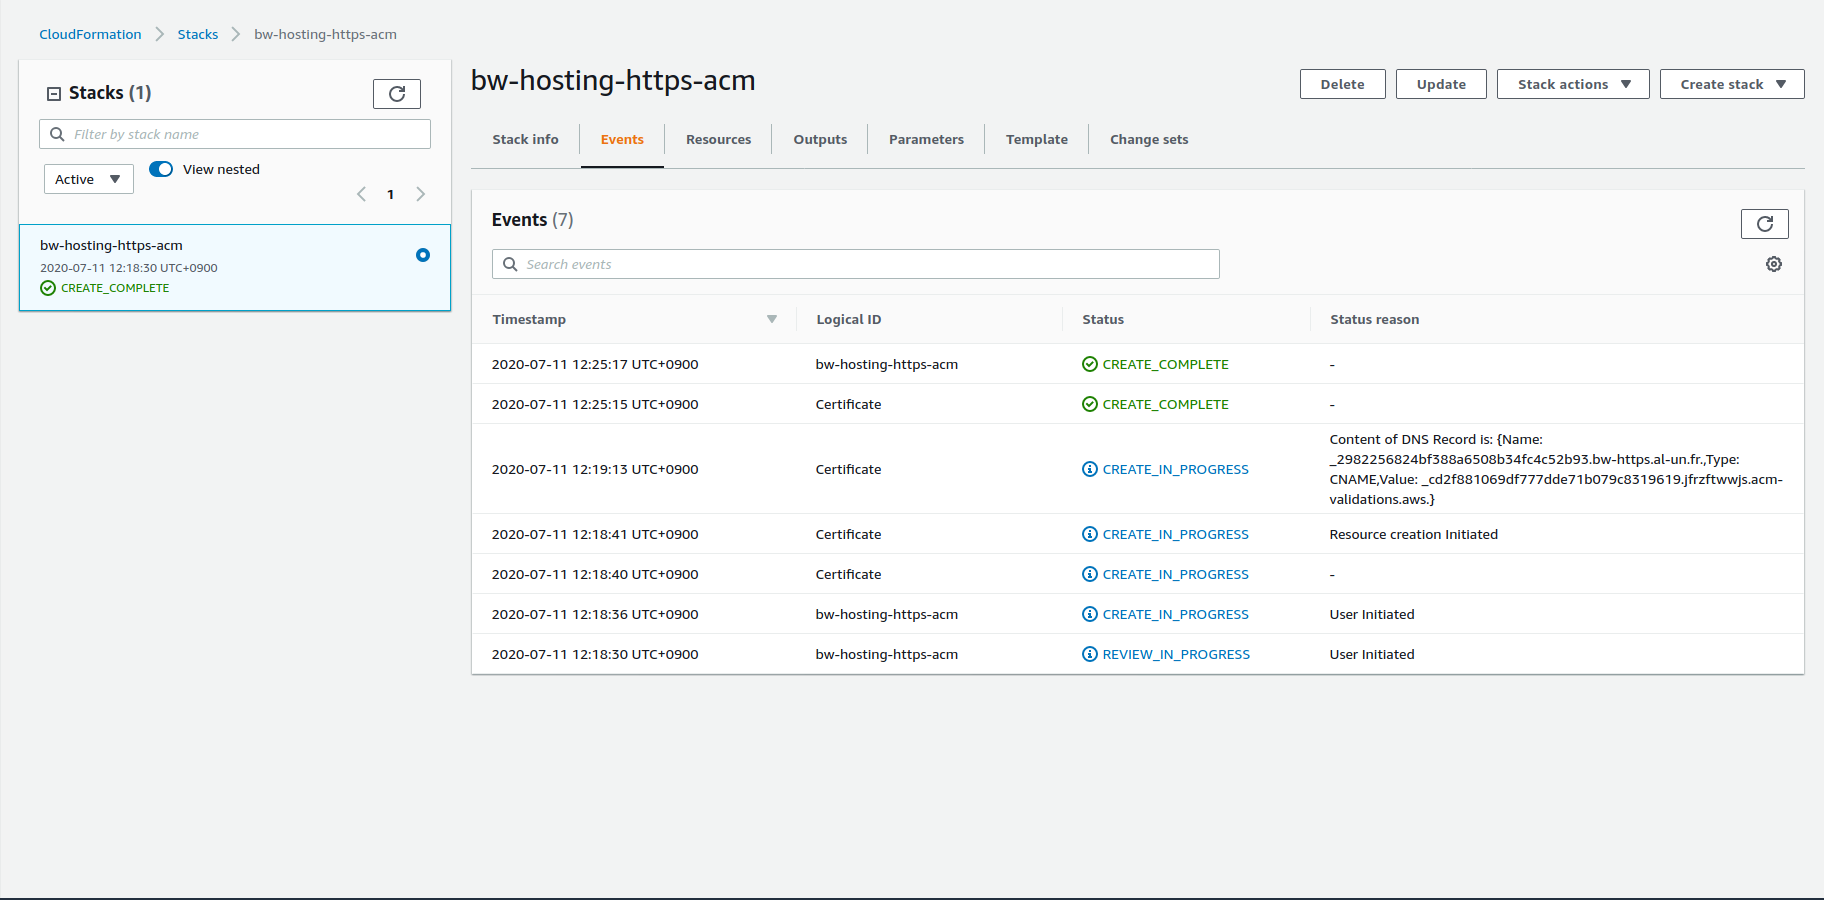 CloudFormation > Stacks > bw-hosting-https-acm
Stacks (1)
Filter by stack name
Active
View nested
1
bw-hosting-https-acm
2020-07-11 12:18:30 UTC+0900
CREATE_COMPLETE
bw-hosting-https-acm
Delete Update Stack actions Create stack
Stack info Events Resources Outputs Parameters Template Change sets
Events (7)
Search events
Timestamp Logical ID Status Status reason
2020-07-11 12:25:17 UTC+0900 bw-hosting-https-acm CREATE_COMPLETE -
2020-07-11 12:25:15 UTC+0900 Certificate CREATE_COMPLETE -
2020-07-11 12:19:13 UTC+0900 Certificate CREATE_IN_PROGRESS
Content of DNS Record is: {Name:
_2982256824bf388a6508b34fc4c52b93.bw-https.al-un.fr.,Type:
CNAME,Value: _cd2f881069df777dde71b079c8319619.jfrzftwwjs.acm-
validations.aws.}
2020-07-11 12:18:41 UTC+0900 Certificate CREATE_IN_PROGRESS Resource creation Initiated
2020-07-11 12:18:40 UTC+0900 Certificate CREATE_IN_PROGRESS -
2020-07-11 12:18:36 UTC+0900 bw-hosting-https-acm CREATE_IN_PROGRESS User Initiated
2020-07-11 12:18:30 UTC+0900 bw-hosting-https-acm REVIEW_IN_PROGRESS User Initiated